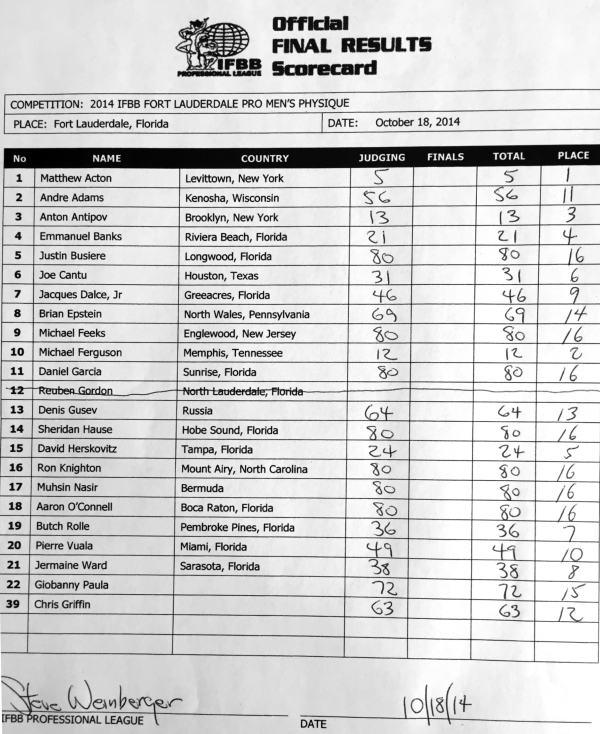 Official
FINAL RESULTS
Scorecard
IFBB
PROFESSIONAL LEAGUE
COMPETITION: 2014 IFBB FORT LAUDERDALE PRO MEN'S PHYSIQUE
PLACE: Fort Lauderdale, Florida DATE: October 18, 2014
No NAME COUNTRY JUDGING FINALS TOTAL PLACE
1 Matthew Acton Levittown, New York 5 5 1
2 Andre Adams Kenosha, Wisconsin 56 56 11
3 Anton Antipov Brooklyn, New York 13 13 3
4 Emmanuel Banks Riviera Beach, Florida 21 21 4
5 Justin Busiere Longwood, Florida 80 80 16
6 Joe Cantu Houston, Texas 31 31 6
7 Jacques Dalce, Jr Greeacres, Florida 46 46 9
8 Brian Epstein North Wales, Pennsylvania 69 69 14
9 Michael Feeks Englewood, New Jersey 80 80 16
10 Michael Ferguson Memphis, Tennessee 12 12 2
11 Daniel Garcia Sunrise, Florida 80 80 16
12 Reuben Gordon North Lauderdale, Florida
13 Denis Gusev Russia 64 64 13
14 Sheridan Hause Hobe Sound, Florida 80 80 16
15 David Herskovitz Tampa, Florida 24 24 5
16 Ron Knighton Mount Airy, North Carolina 80 80 16
17 Muhsin Nasir Bermuda 80 80 16
18 Aaron O'Connell Boca Raton, Florida 80 80 16
19 Butch Rolle Pembroke Pines, Florida 36 36 7
20 Pierre Vuala Miami, Florida 49 49 10
21 Jermaine Ward Sarasota, Florida 38 38 8
22 Giobanny Paula 72 72 15
39 Chris Griffin 63 63 12
Steve Weinberger 10/18/14
IFBB PROFESSIONAL LEAGUE DATE